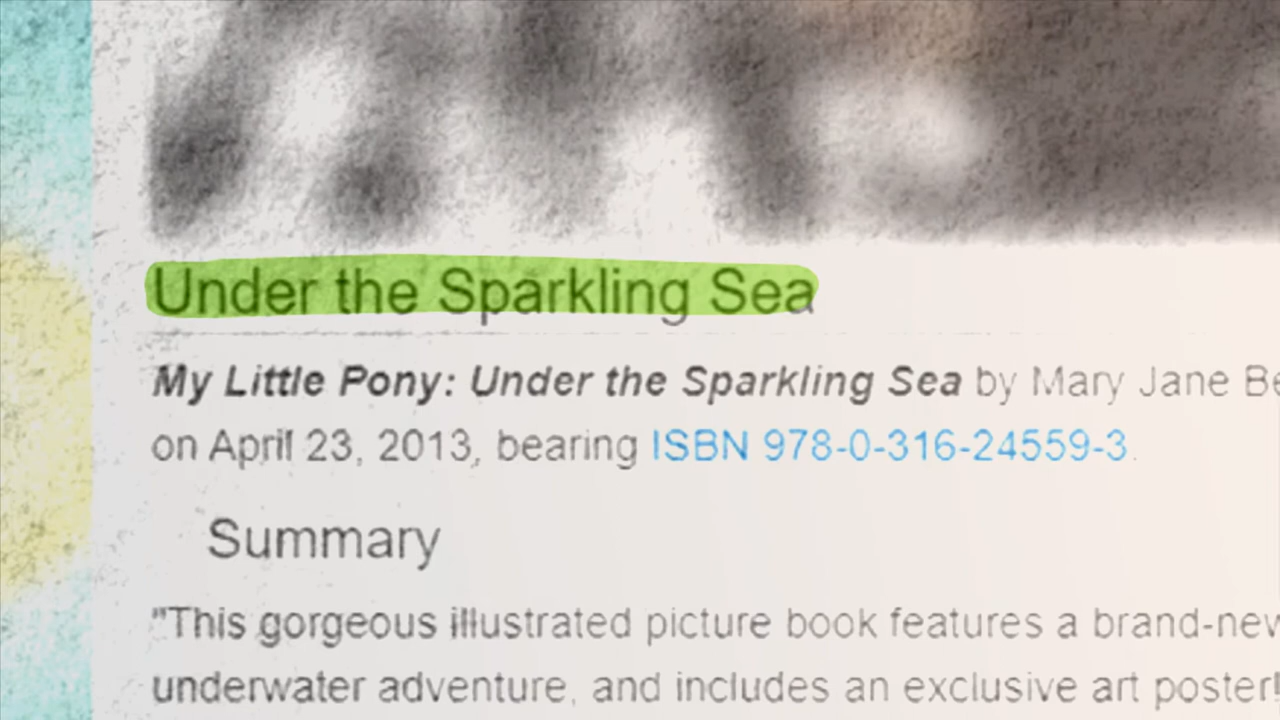 Under the Sparkling Sea
My Little Pony: Under the Sparkling Sea by Mary Jane
on April 23, 2013, bearing ISBN 978-0-316-24559-3.
Summary
"This gorgeous illustrated picture book features a
underwater adventure, and includes an exclusive art poster!